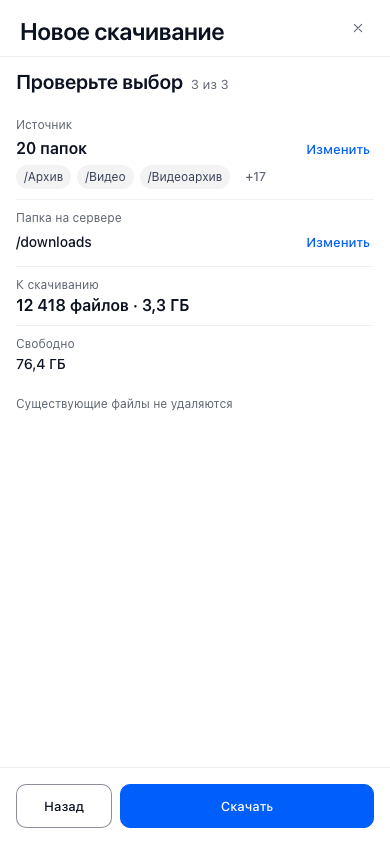 Новое скачивание
Проверьте выбор 3 из 3
Источник
20 папок Изменить
/Архив /Видео /Видеоархив +17
Папка на сервере
/downloads Изменить
К скачиванию
12 418 файлов · 3,3 ГБ
Свободно
76,4 ГБ
Существующие файлы не удаляются
Назад Скачать